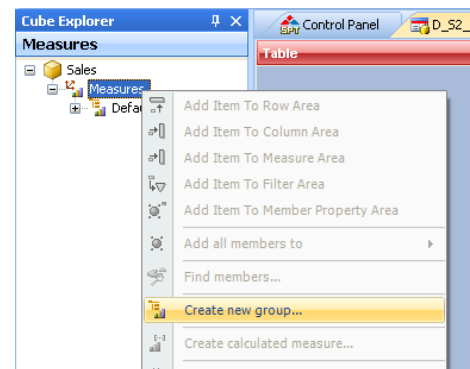 Cube Explorer
Control Panel
D_S2_
Measures
Table
Sales
Measures
Defa
Add Item To Row Area
Add Item To Column Area
Add Item To Measure Area
Add Item To Filter Area
Add Item To Member Property Area
Add all members to
Find members...
Create new group...
Create calculated measure...